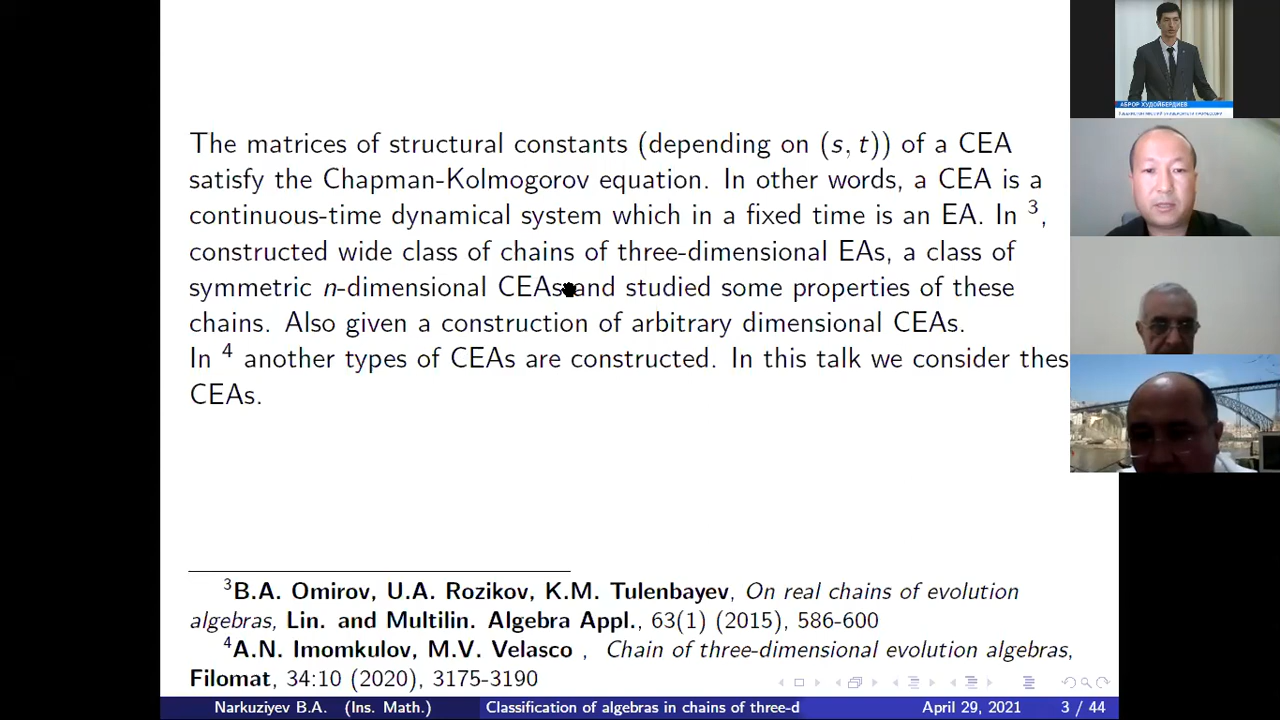 The matrices of structural constants (depending on (s, t)) of a CEA
satisfy the Chapman-Kolmogorov equation. In other words, a CEA is a
continuous-time dynamical system which in a fixed time is an EA. In 3,
constructed wide class of chains of three-dimensional EAs, a class of
symmetric n-dimensional CEAs and studied some properties of these
chains. Also given a construction of arbitrary dimensional CEAs.
In 4 another types of CEAs are constructed. In this talk we consider thes
CEAs.
3B.A. Omirov, U.A. Rozikov, K.M. Tulenbayev, On real chains of evolution
algebras, Lin. and Multilin. Algebra Appl., 63(1) (2015), 586-600
4A.N. Imomkulov, M.V. Velasco , Chain of three-dimensional evolution algebras,
Filomat, 34:10 (2020), 3175-3190
Narkuziyev B.A. (Ins. Math.) Classification of algebras in chains of three-d April 29, 2021 3 / 44
АБРОР ХУДОЙБЕРДИЕВ